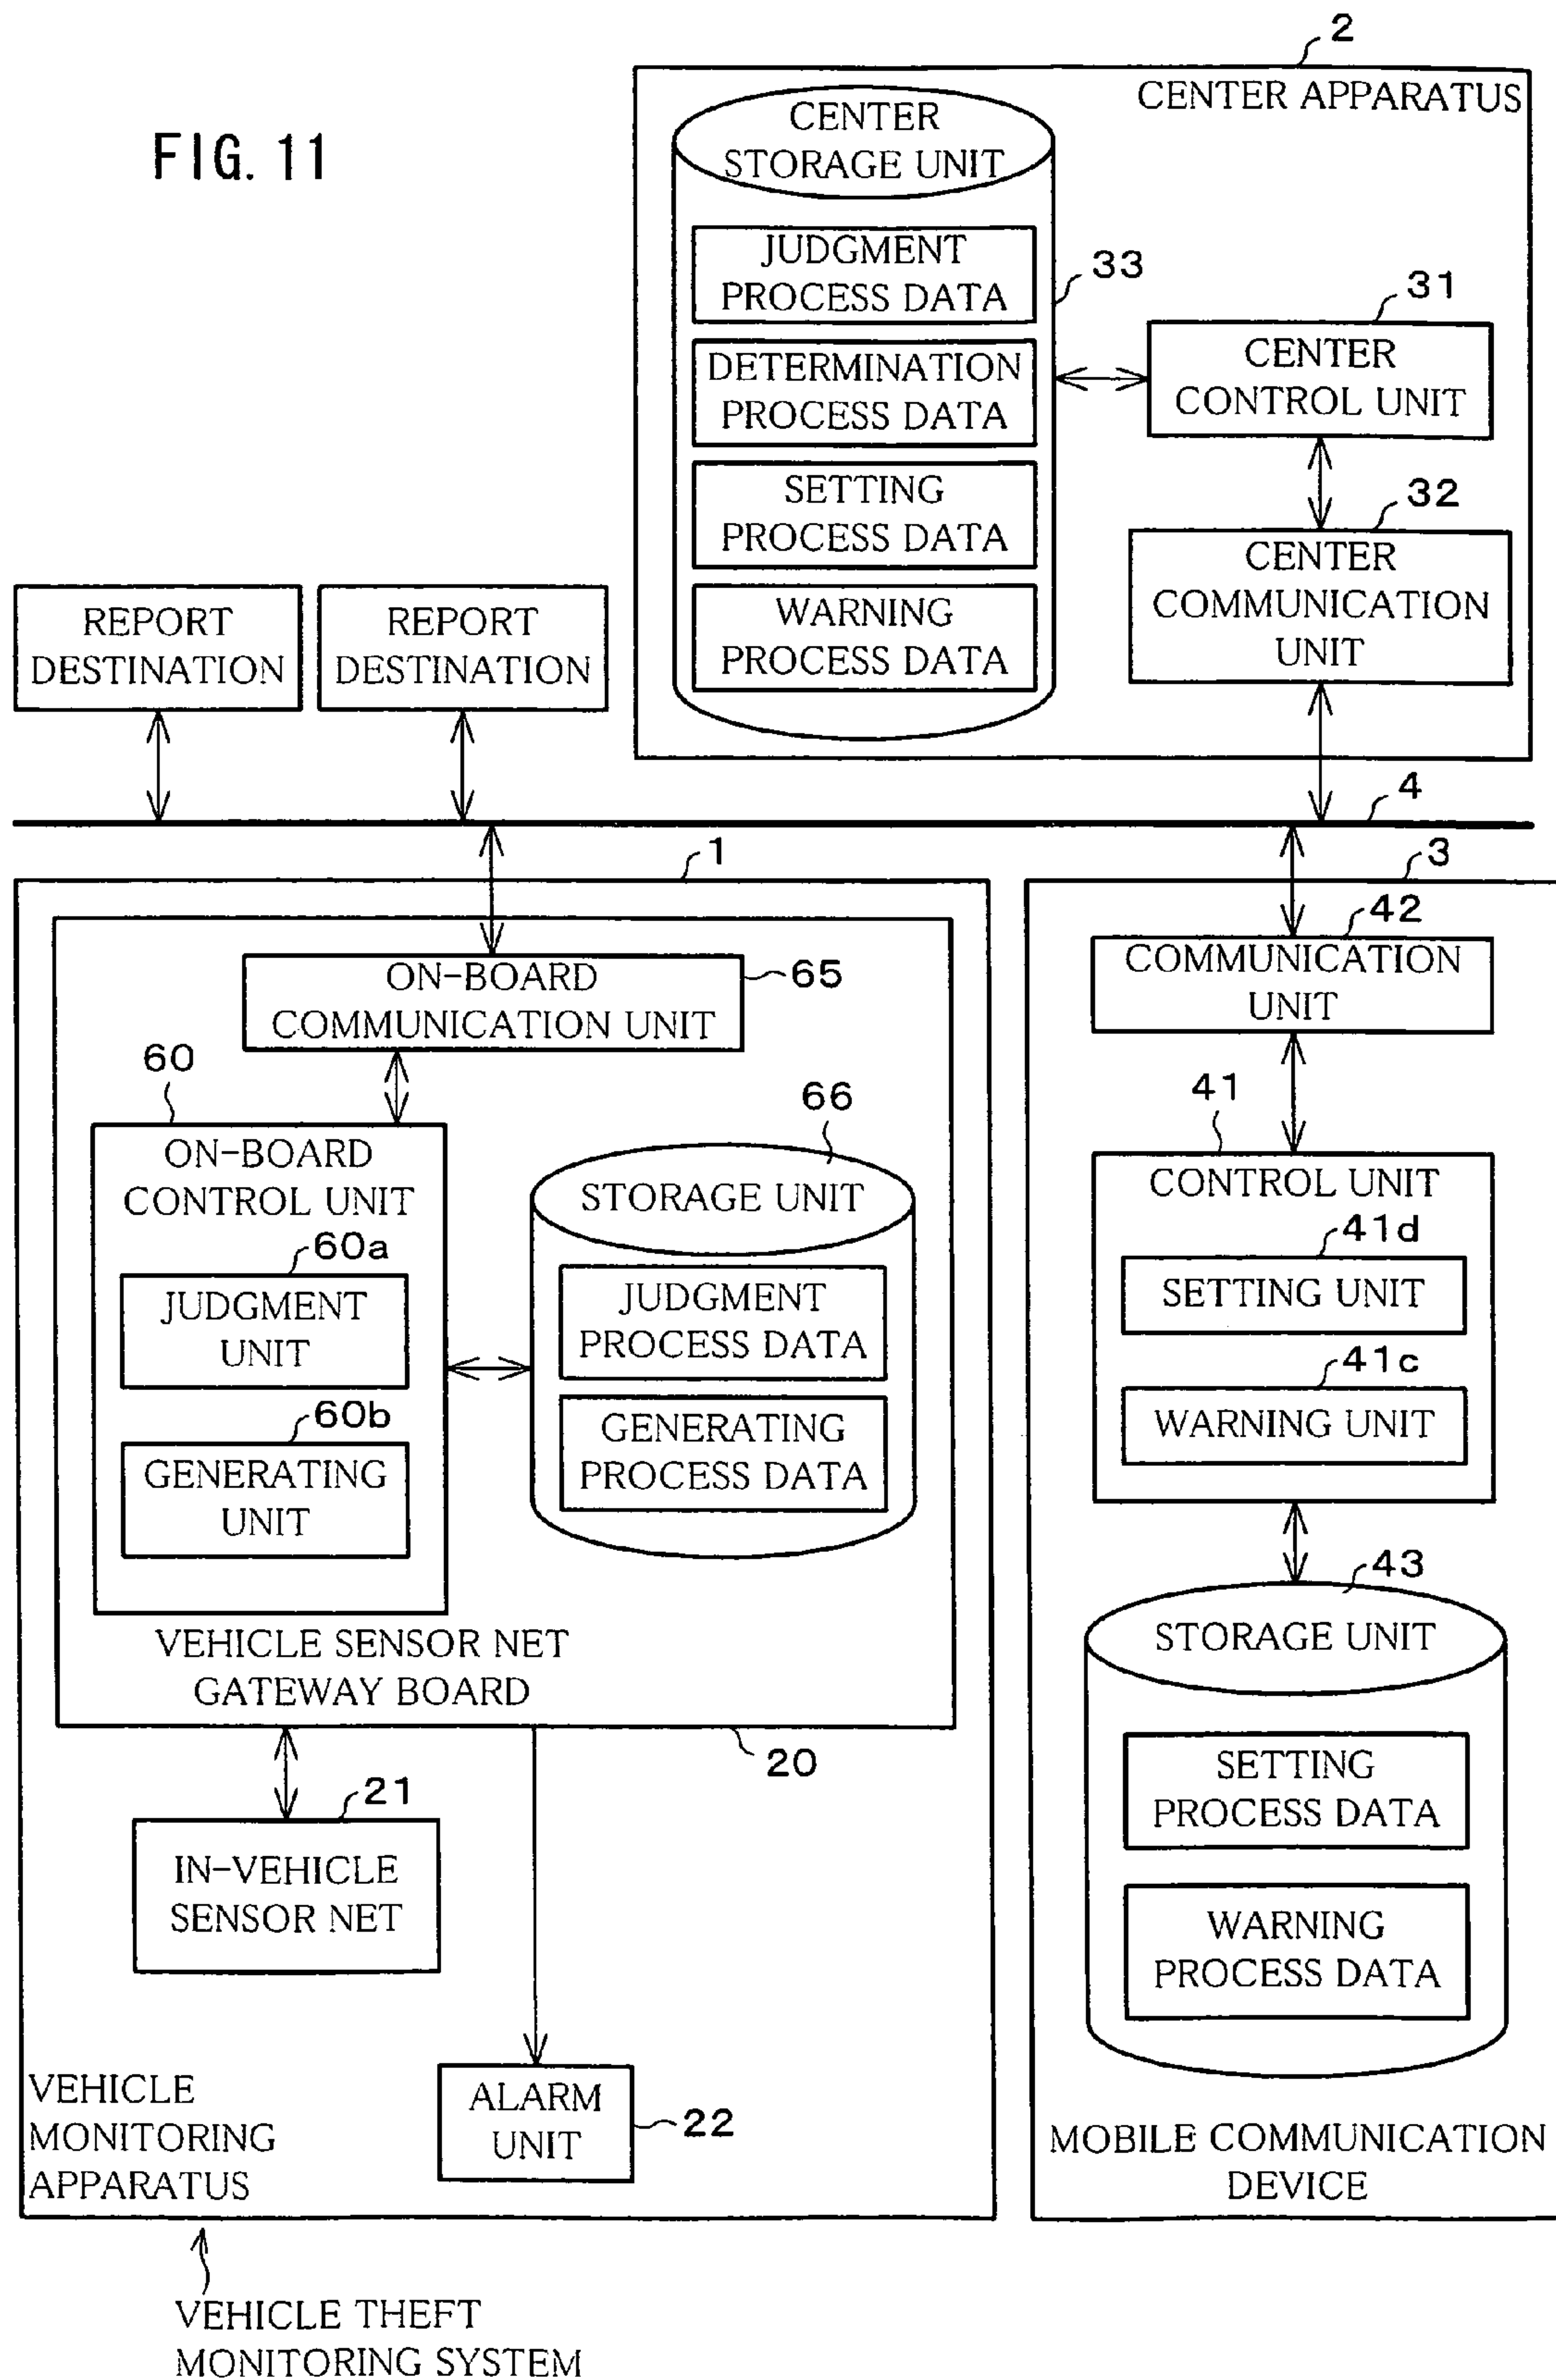 FIG. 11
2
CENTER APPARATUS
CENTER
STORAGE UNIT
JUDGMENT
PROCESS DATA
DETERMINATION
PROCESS DATA
SETTING
PROCESS DATA
WARNING
PROCESS DATA
33
31
CENTER
CONTROL UNIT
32
CENTER
COMMUNICATION
UNIT
REPORT
DESTINATION
REPORT
DESTINATION
4
1
65
ON-BOARD
COMMUNICATION UNIT
60
ON-BOARD
CONTROL UNIT
60a
JUDGMENT
UNIT
60b
GENERATING
UNIT
66
STORAGE UNIT
JUDGMENT
PROCESS DATA
GENERATING
PROCESS DATA
VEHICLE SENSOR NET
GATEWAY BOARD
20
21
IN-VEHICLE
SENSOR NET
ALARM
UNIT
22
VEHICLE
MONITORING
APPARATUS
3
42
COMMUNICATION
UNIT
41
CONTROL UNIT
41d
SETTING UNIT
41c
WARNING UNIT
43
STORAGE UNIT
SETTING
PROCESS DATA
WARNING
PROCESS DATA
MOBILE COMMUNICATION
DEVICE
VEHICLE THEFT
MONITORING SYSTEM